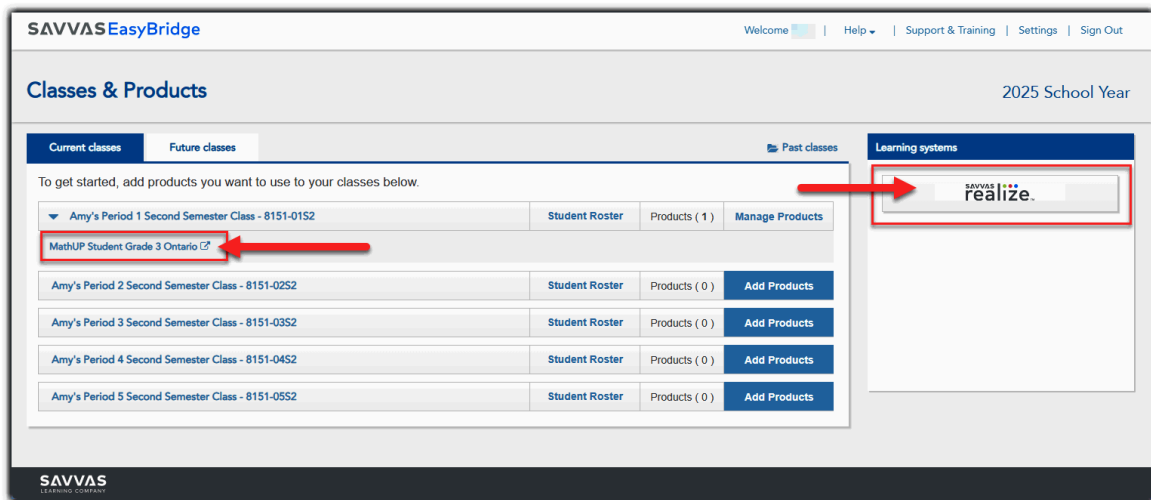 SAVVAS EasyBridge
Welcome | Help | Support & Training | Settings | Sign Out
Classes & Products
2025 School Year
Current classes
Future classes
Past classes
Learning systems
To get started, add products you want to use to your classes below.
SAVVAS realize™
Amy's Period 1 Second Semester Class - 8151-01S2 Student Roster Products ( 1 ) Manage Products
MathUP Student Grade 3 Ontario
Amy's Period 2 Second Semester Class - 8151-02S2 Student Roster Products ( 0 ) Add Products
Amy's Period 3 Second Semester Class - 8151-03S2 Student Roster Products ( 0 ) Add Products
Amy's Period 4 Second Semester Class - 8151-04S2 Student Roster Products ( 0 ) Add Products
Amy's Period 5 Second Semester Class - 8151-05S2 Student Roster Products ( 0 ) Add Products
SAVVAS
LEARNING COMPANY